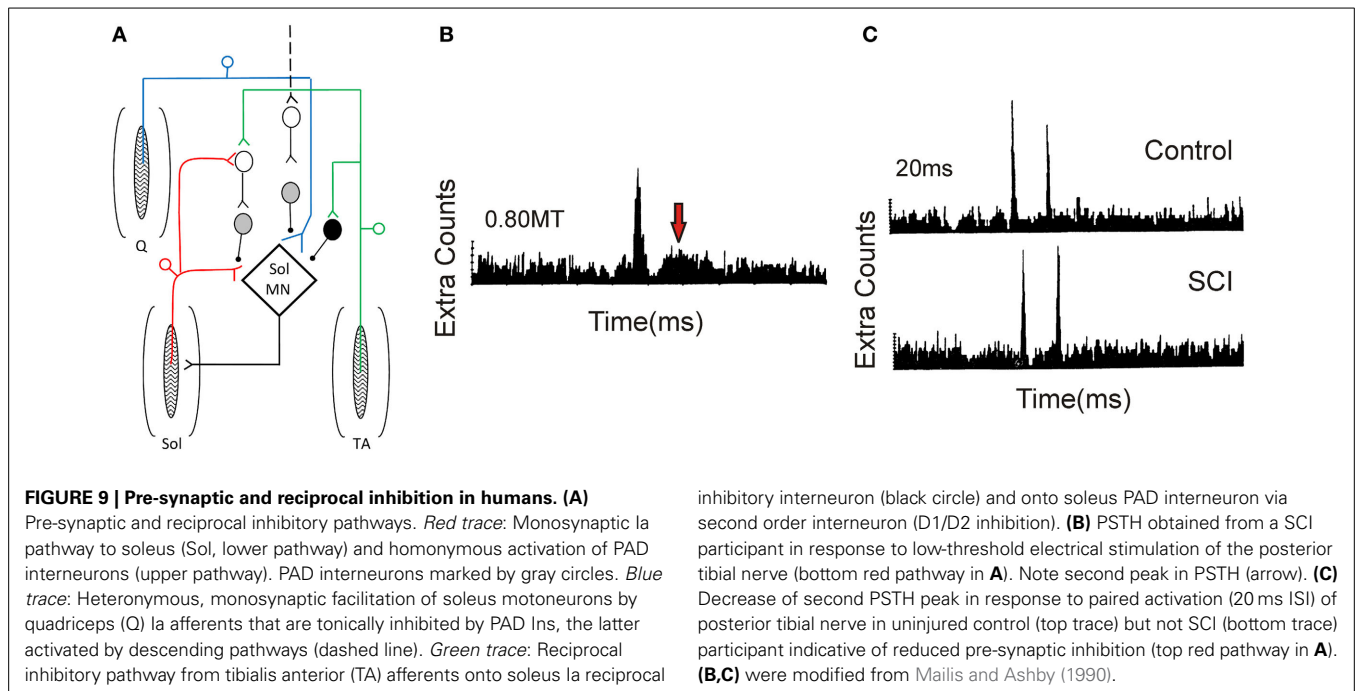 A
B
C
Q
Sol
MN
Sol
TA
0.80MT
Extra Counts
Time(ms)
20ms
Control
SCI
Extra Counts
Time(ms)
FIGURE 9 | Pre-synaptic and reciprocal inhibition in humans. (A)
Pre-synaptic and reciprocal inhibitory pathways. Red trace: Monosynaptic Ia
pathway to soleus (Sol, lower pathway) and homonymous activation of PAD
interneurons (upper pathway). PAD interneurons marked by gray circles. Blue
trace: Heteronymous, monosynaptic facilitation of soleus motoneurons by
quadriceps (Q) Ia afferents that are tonically inhibited by PAD Ins, the latter
activated by descending pathways (dashed line). Green trace: Reciprocal
inhibitory pathway from tibialis anterior (TA) afferents onto soleus Ia reciprocal
inhibitory interneuron (black circle) and onto soleus PAD interneuron via
second order interneuron (D1/D2 inhibition). (B) PSTH obtained from a SCI
participant in response to low-threshold electrical stimulation of the posterior
tibial nerve (bottom red pathway in A). Note second peak in PSTH (arrow). (C)
Decrease of second PSTH peak in response to paired activation (20 ms ISI) of
posterior tibial nerve in uninjured control (top trace) but not SCI (bottom trace)
participant indicative of reduced pre-synaptic inhibition (top red pathway in A).
(B,C) were modified from Mailis and Ashby (1990).